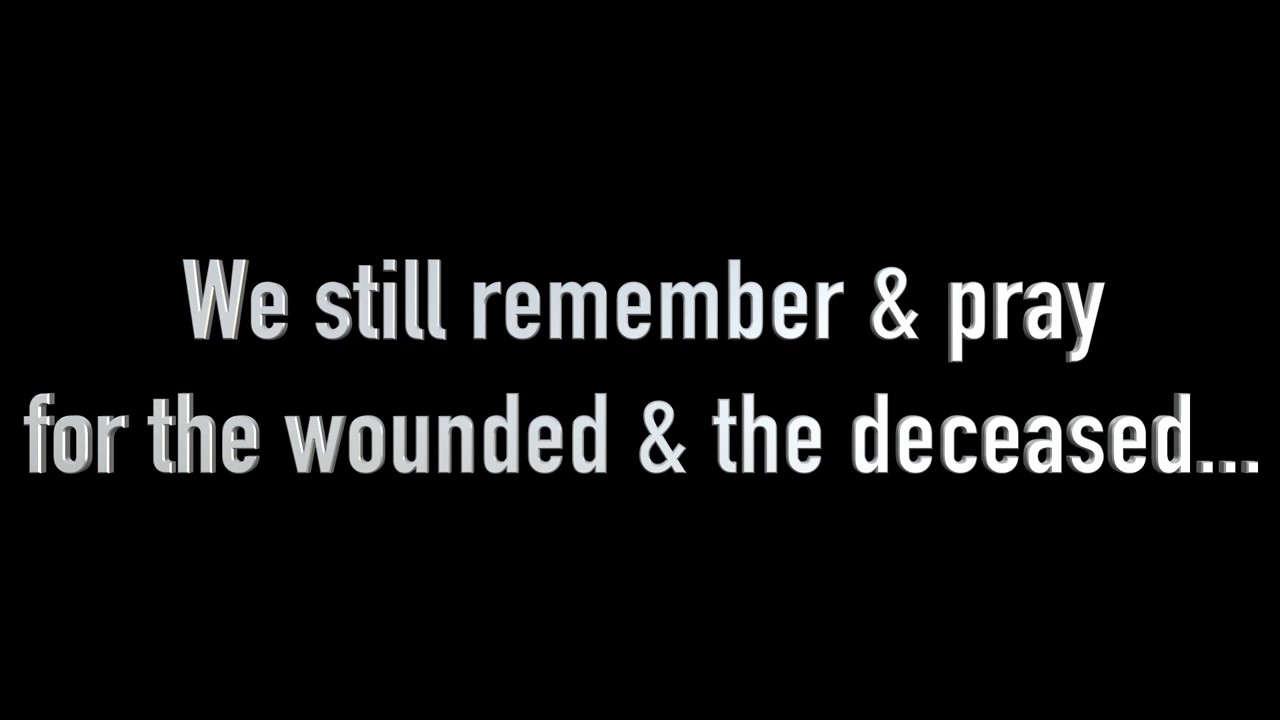 We still remember & pray
for the wounded & the deceased...